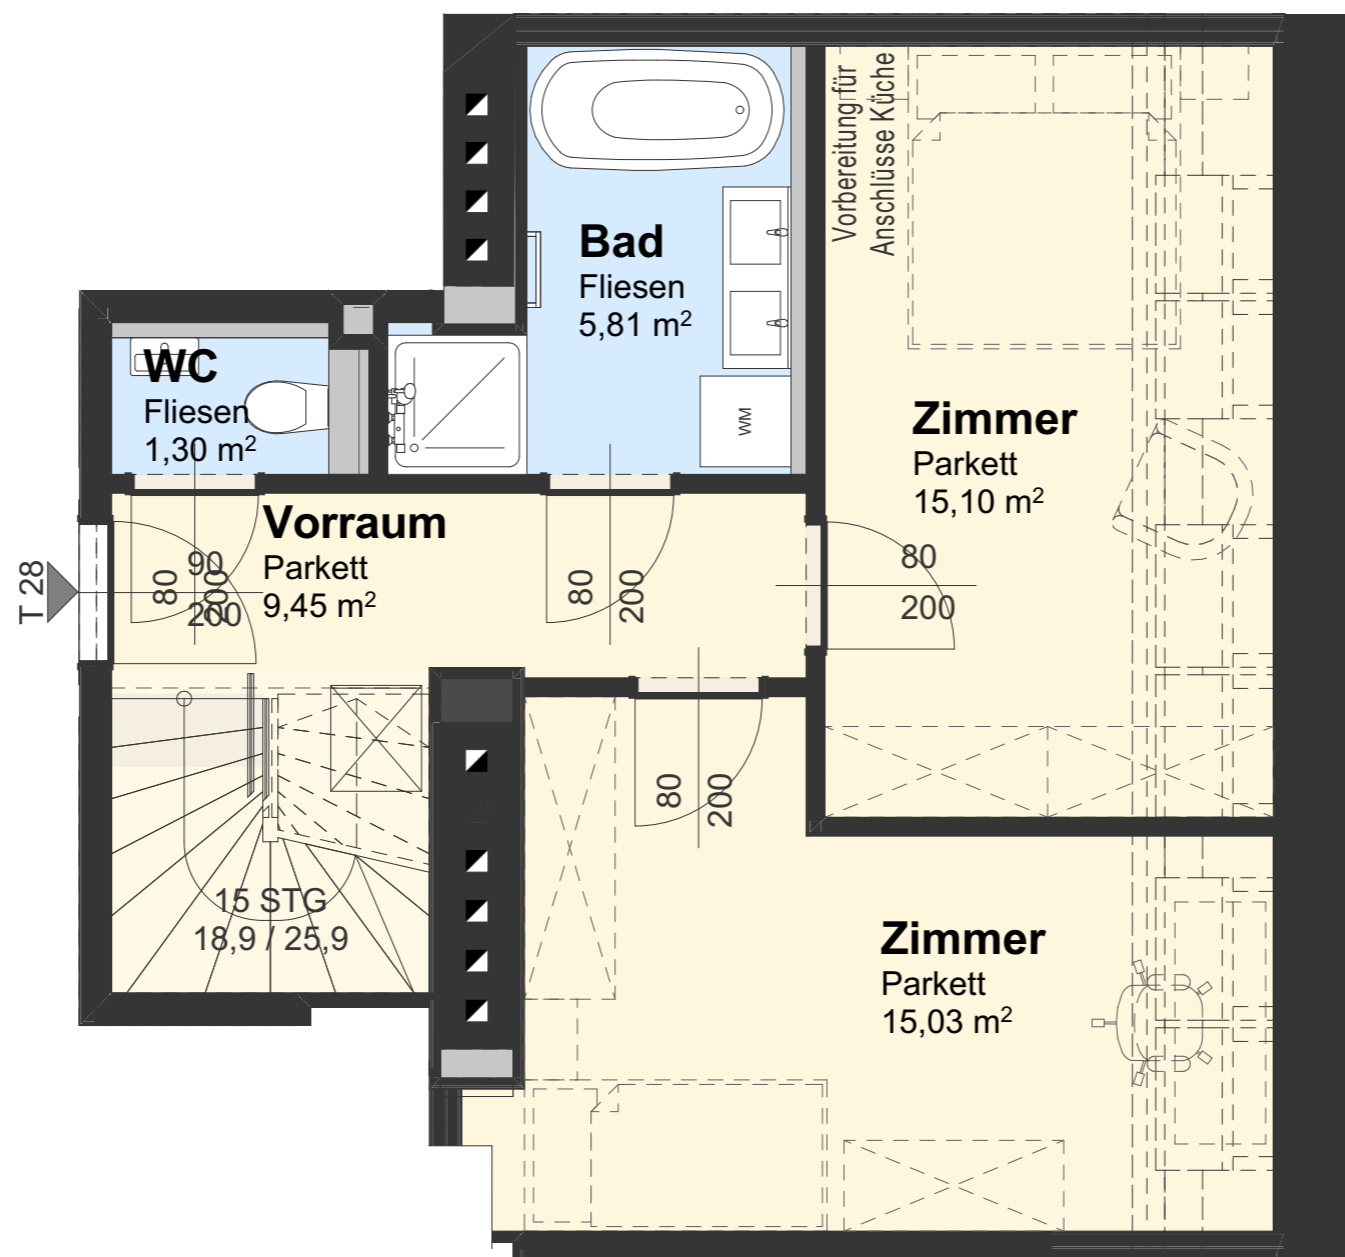 Vorbereitung für
Anschlüsse Küche
Bad
Fliesen
5,81 m²
WC
Fliesen
1,30 m²
WM
Zimmer
Parkett
15,10 m²
Vorraum
Parkett
9,45 m²
T 28
90
200
80
200
80
200
80
200
80
200
15 STG
18,9 / 25,9
Zimmer
Parkett
15,03 m²